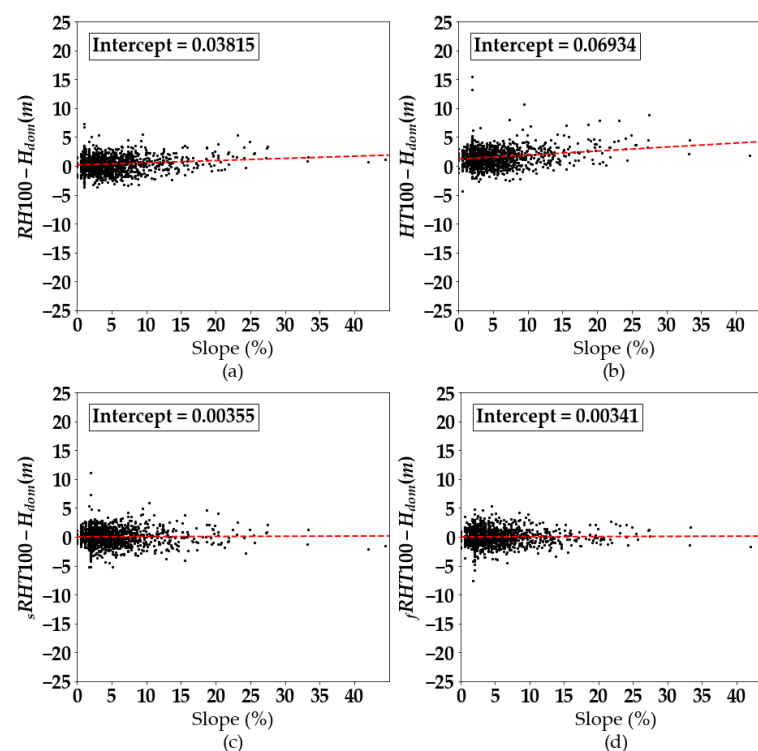 25
20
15
10
5
0
−5
−10
−15
−20
−25
RH100 − H_dom(m)
Intercept = 0.03815
0 5 10 15 20 25 30 35 40
Slope (%)
(a)
25
20
15
10
5
0
−5
−10
−15
−20
−25
HT100 − H_dom(m)
Intercept = 0.06934
0 5 10 15 20 25 30 35 40
Slope (%)
(b)
25
20
15
10
5
0
−5
−10
−15
−20
−25
sRHT100 − H_dom(m)
Intercept = 0.00355
0 5 10 15 20 25 30 35 40
Slope (%)
(c)
25
20
15
10
5
0
−5
−10
−15
−20
−25
fRHT100 − H_dom(m)
Intercept = 0.00341
0 5 10 15 20 25 30 35 40
Slope (%)
(d)